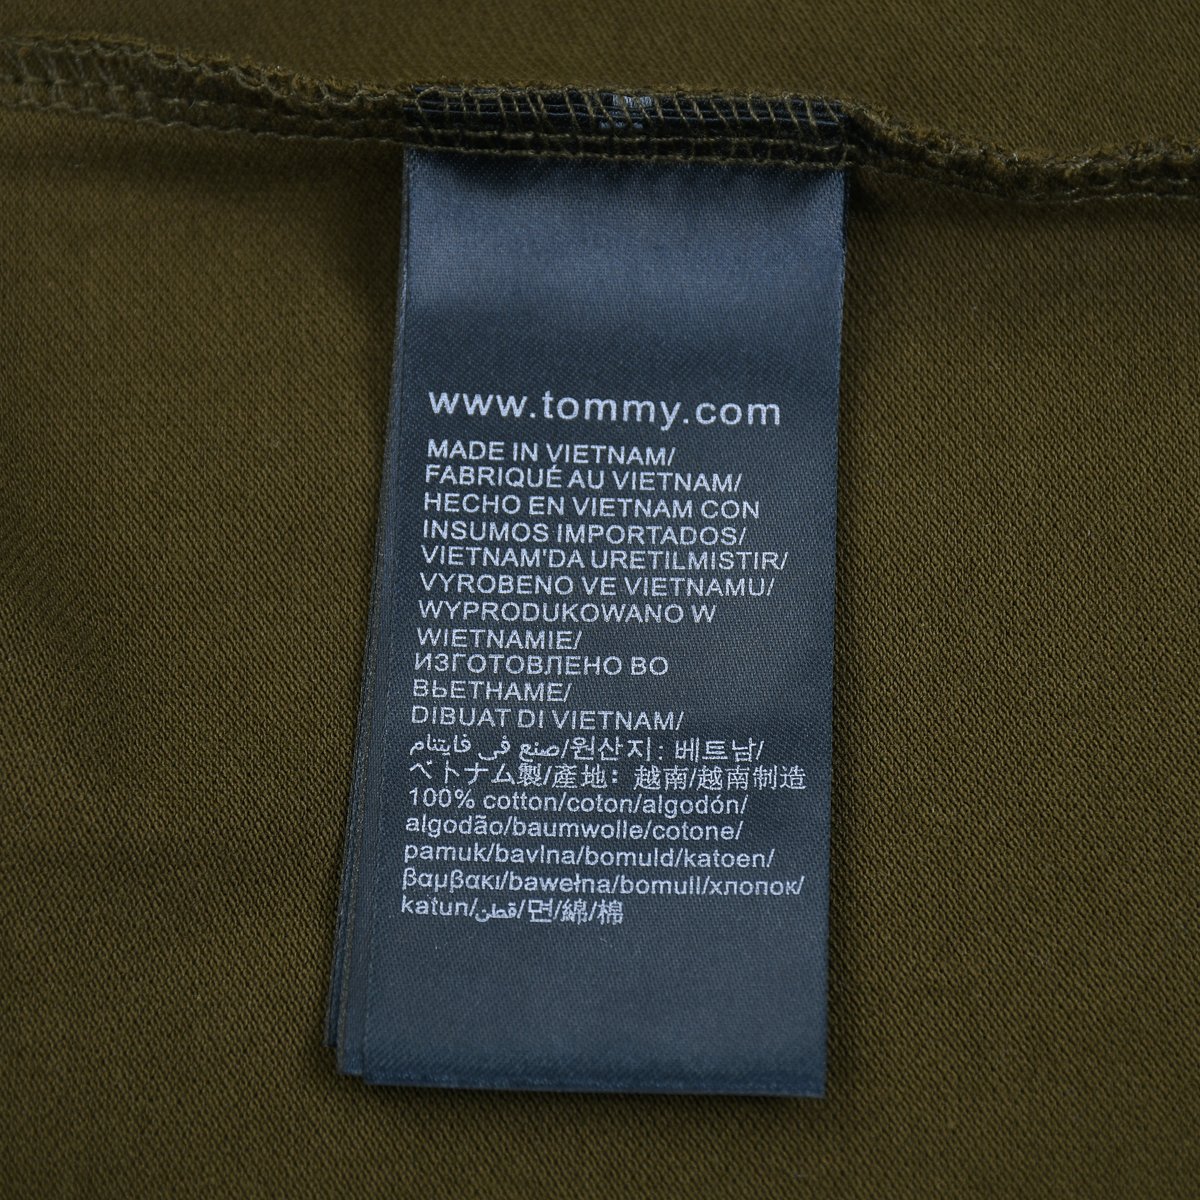 www.tommy.com
MADE IN VIETNAM/
FABRIQUÉ AU VIETNAM/
HECHO EN VIETNAM CON
INSUMOS IMPORTADOS/
VIETNAM'DA URETILMISTIR/
VYROBENO VE VIETNAMU/
WYPRODUKOWANO W
WIETNAMIE/
ИЗГОТОВЛЕНО ВО
ВЬЕТНАМЕ/
DIBUAT DI VIETNAM/
صنع في فايتنام/원산지: 베트남/
ベトナム製/產地: 越南/越南制造
100% cotton/coton/algodón/
algodão/baumwolle/cotone/
pamuk/bavlna/bomuld/katoen/
βαμβακι/bawełna/bomull/хлопок/
katun/قطن/면/綿/棉